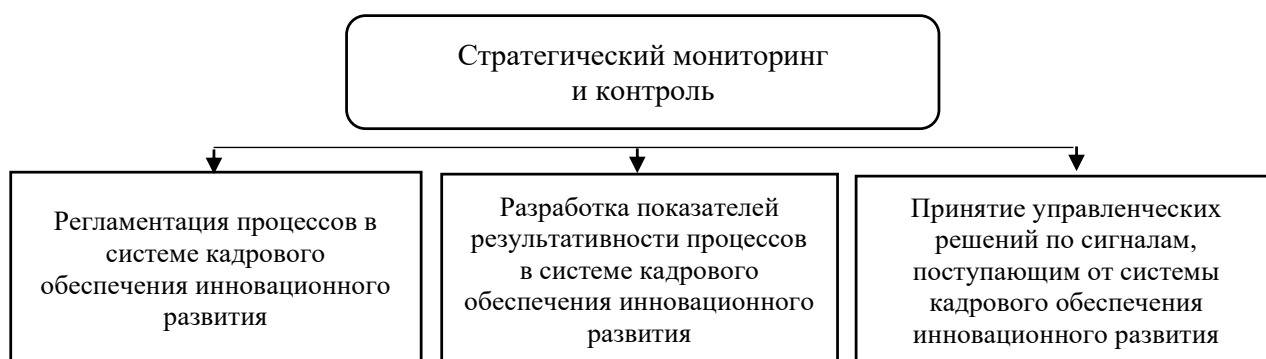 Стратегический мониторинг
и контроль
Регламентация процессов в
системе кадрового
обеспечения инновационного
развития
Разработка показателей
результативности процессов
в системе кадрового
обеспечения инновационного
развития
Принятие управленческих
решений по сигналам,
поступающим от системы
кадрового обеспечения
инновационного развития